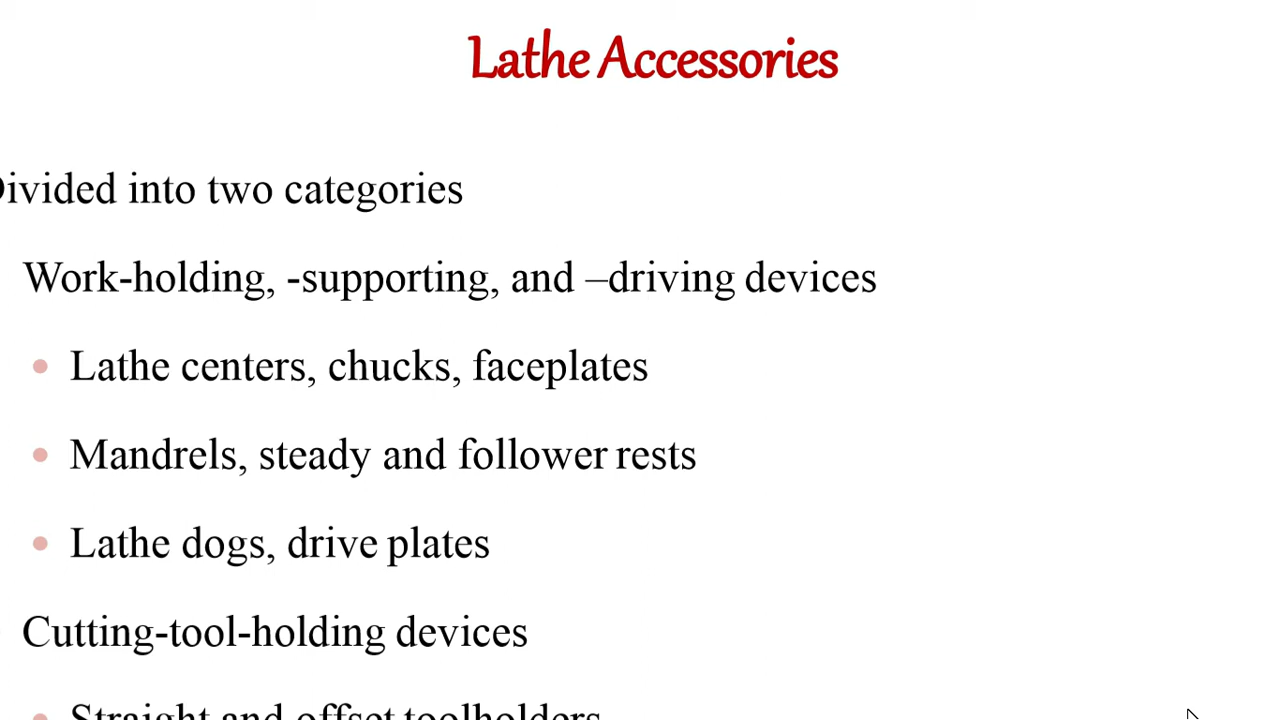 Lathe Accessories
Divided into two categories
Work-holding, -supporting, and –driving devices
Lathe centers, chucks, faceplates
Mandrels, steady and follower rests
Lathe dogs, drive plates
Cutting-tool-holding devices
Straight and offset toolholders